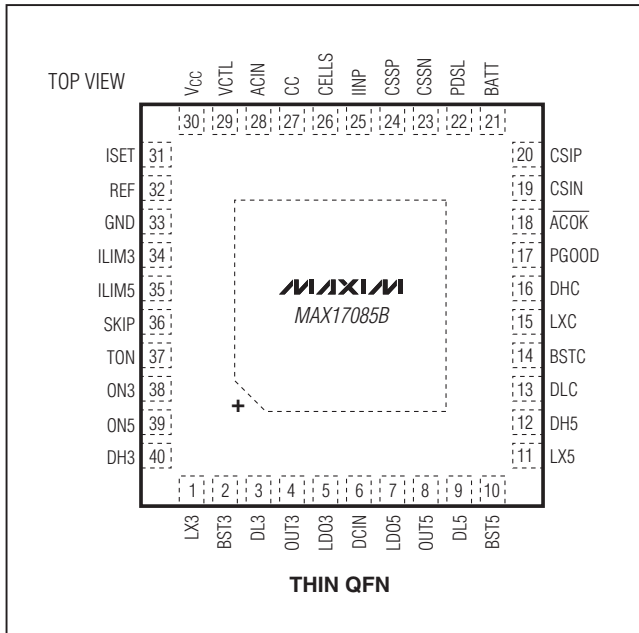 TOP VIEW
VCC VCTL ACIN CC CELLS IINP CSSP CSSN PDSL BATT
30 29 28 27 26 25 24 23 22 21
ISET 31
REF 32
GND 33
ILIM3 34
ILIM5 35
SKIP 36
TON 37
ON3 38
ON5 39
DH3 40
20 CSIP
19 CSIN
18 ACOK
17 PGOOD
16 DHC
15 LXC
14 BSTC
13 DLC
12 DH5
11 LX5
MAXIM
MAX17085B
+
1 2 3 4 5 6 7 8 9 10
LX3 BST3 DL3 OUT3 LDO3 DCIN LDO5 OUT5 DL5 BST5
THIN QFN